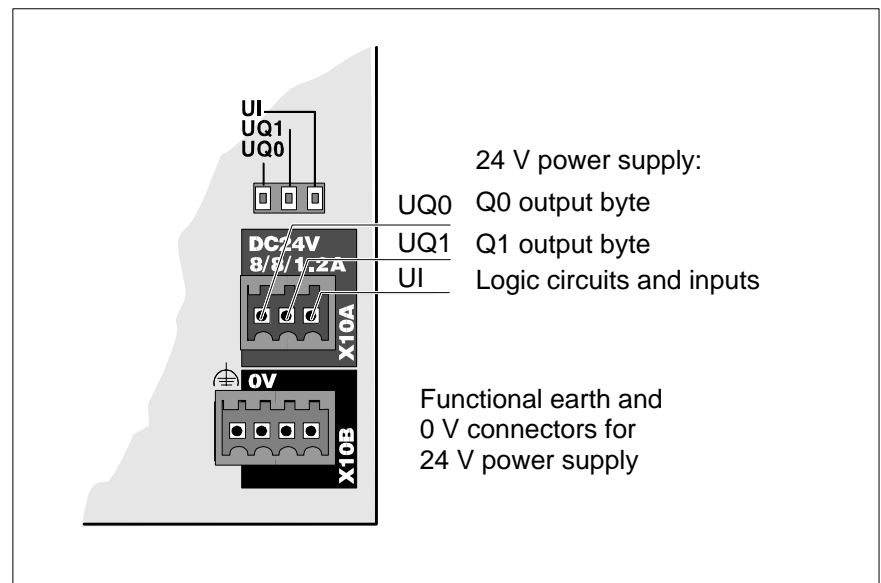 UI
UQ1
UQ0
24 V power supply:
UQ0 Q0 output byte
UQ1 Q1 output byte
UI Logic circuits and inputs
DC24V
8/8/1.2A
X10A
0V
X10B
Functional earth and
0 V connectors for
24 V power supply